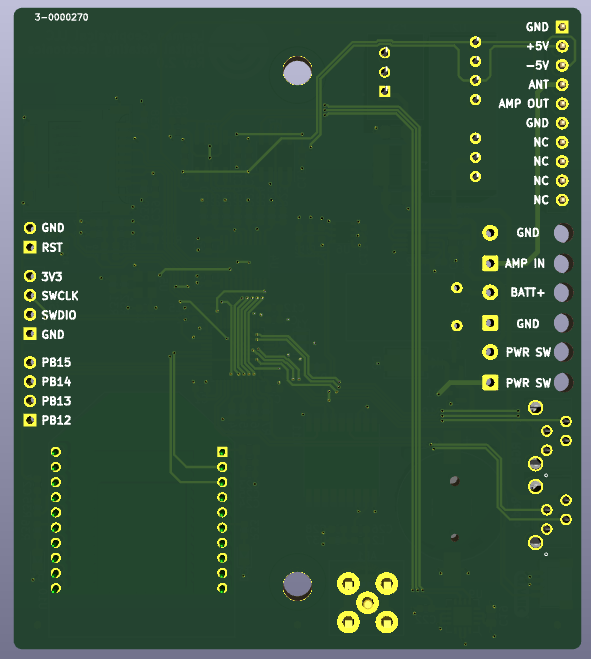 3-0000270
GND
+5V
-5V
ANT
AMP OUT
GND
NC
NC
NC
NC
GND
AMP IN
BATT+
GND
PWR SW
PWR SW
GND
RST
3V3
SWCLK
SWDIO
GND
PB15
PB14
PB13
PB12